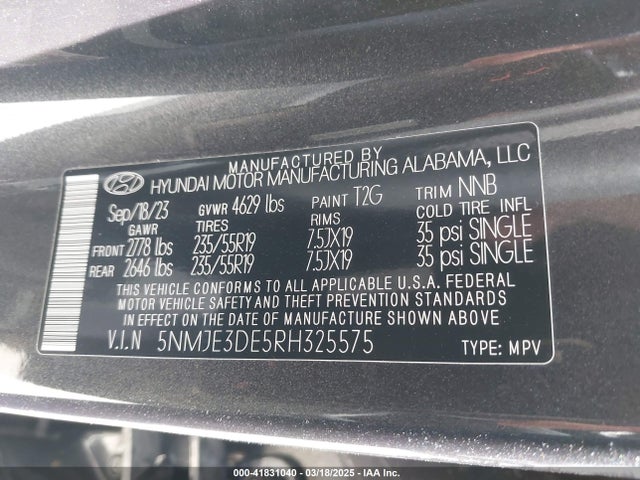 MANUFACTURED BY
HYUNDAI MOTOR MANUFACTURING ALABAMA, LLC
Sep/18/23 GVWR 4629 lbs PAINT T2G TRIM NNB
GAWR TIRES RIMS COLD TIRE INFL
FRONT 2778 lbs 235/55R19 7.5JX19 35 psi SINGLE
REAR 2646 lbs 235/55R19 7.5JX19 35 psi SINGLE
THIS VEHICLE CONFORMS TO ALL APPLICABLE U.S.A. FEDERAL
MOTOR VEHICLE SAFETY AND THEFT PREVENTION STANDARDS
IN EFFECT ON THE DATE OF MANUFACTURE SHOWN ABOVE.
V.I.N 5NMJE3DE5RH325575 TYPE: MPV
000-41831040 — 03/18/2025 — IAA Inc.